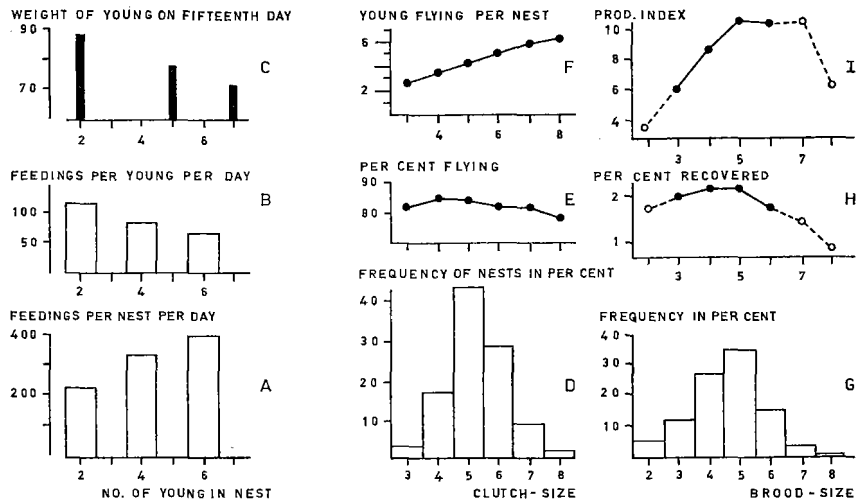 WEIGHT OF YOUNG ON FIFTEENTH DAY
90
70
C
2 4 6
FEEDINGS PER YOUNG PER DAY
100
50
B
2 4 6
FEEDINGS PER NEST PER DAY
400
200
A
2 4 6
NO. OF YOUNG IN NEST
YOUNG FLYING PER NEST
6
2
F
4 5 6 7 8
PER CENT FLYING
90
80
E
FREQUENCY OF NESTS IN PER CENT
40
30
20
10
D
3 4 5 6 7 8
CLUTCH-SIZE
PROD. INDEX
10
8
6
4
I
3 5 7
PER CENT RECOVERED
2
1
H
3 5 7
FREQUENCY IN PER CENT
40
30
20
10
G
2 3 4 5 6 7 8
BROOD-SIZE